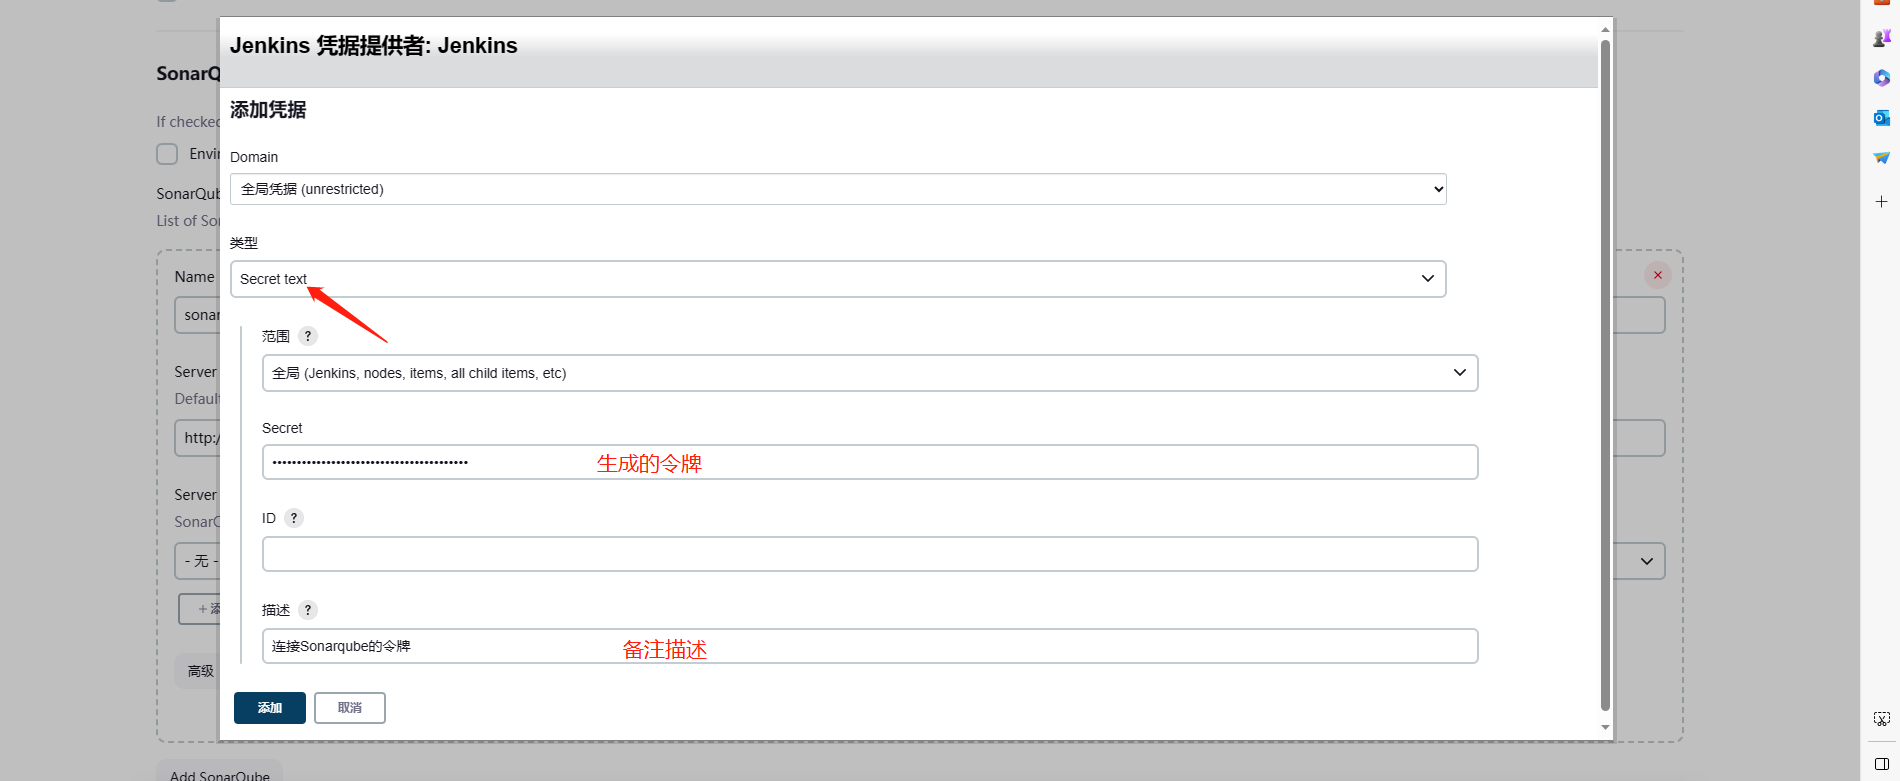 Jenkins 凭据提供者: Jenkins
SonarQ
添加凭据
If checked
Domain
Envir
全局凭据 (unrestricted)
SonarQub
List of So
类型
Name
Secret text
sonar
范围 ?
Server
全局 (Jenkins, nodes, items, all child items, etc)
Default
Secret
http:/
•••••••••••••••••••••••••••••••••••••••• 生成的令牌
Server
ID ?
SonarQ
- 无 -
+ 添
描述 ?
连接Sonarqube的令牌 备注描述
高级
添加 取消
Add SonarQube